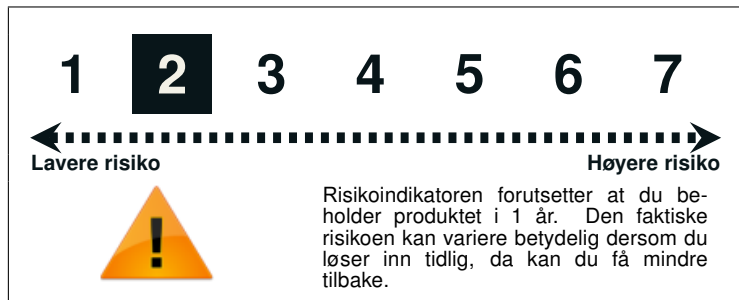 1 2 3 4 5 6 7
Lavere risiko Høyere risiko
!
Risikoindikatoren forutsetter at du be-
holder produktet i 1 år. Den faktiske
risikoen kan variere betydelig dersom du
løser inn tidlig, da kan du få mindre
tilbake.